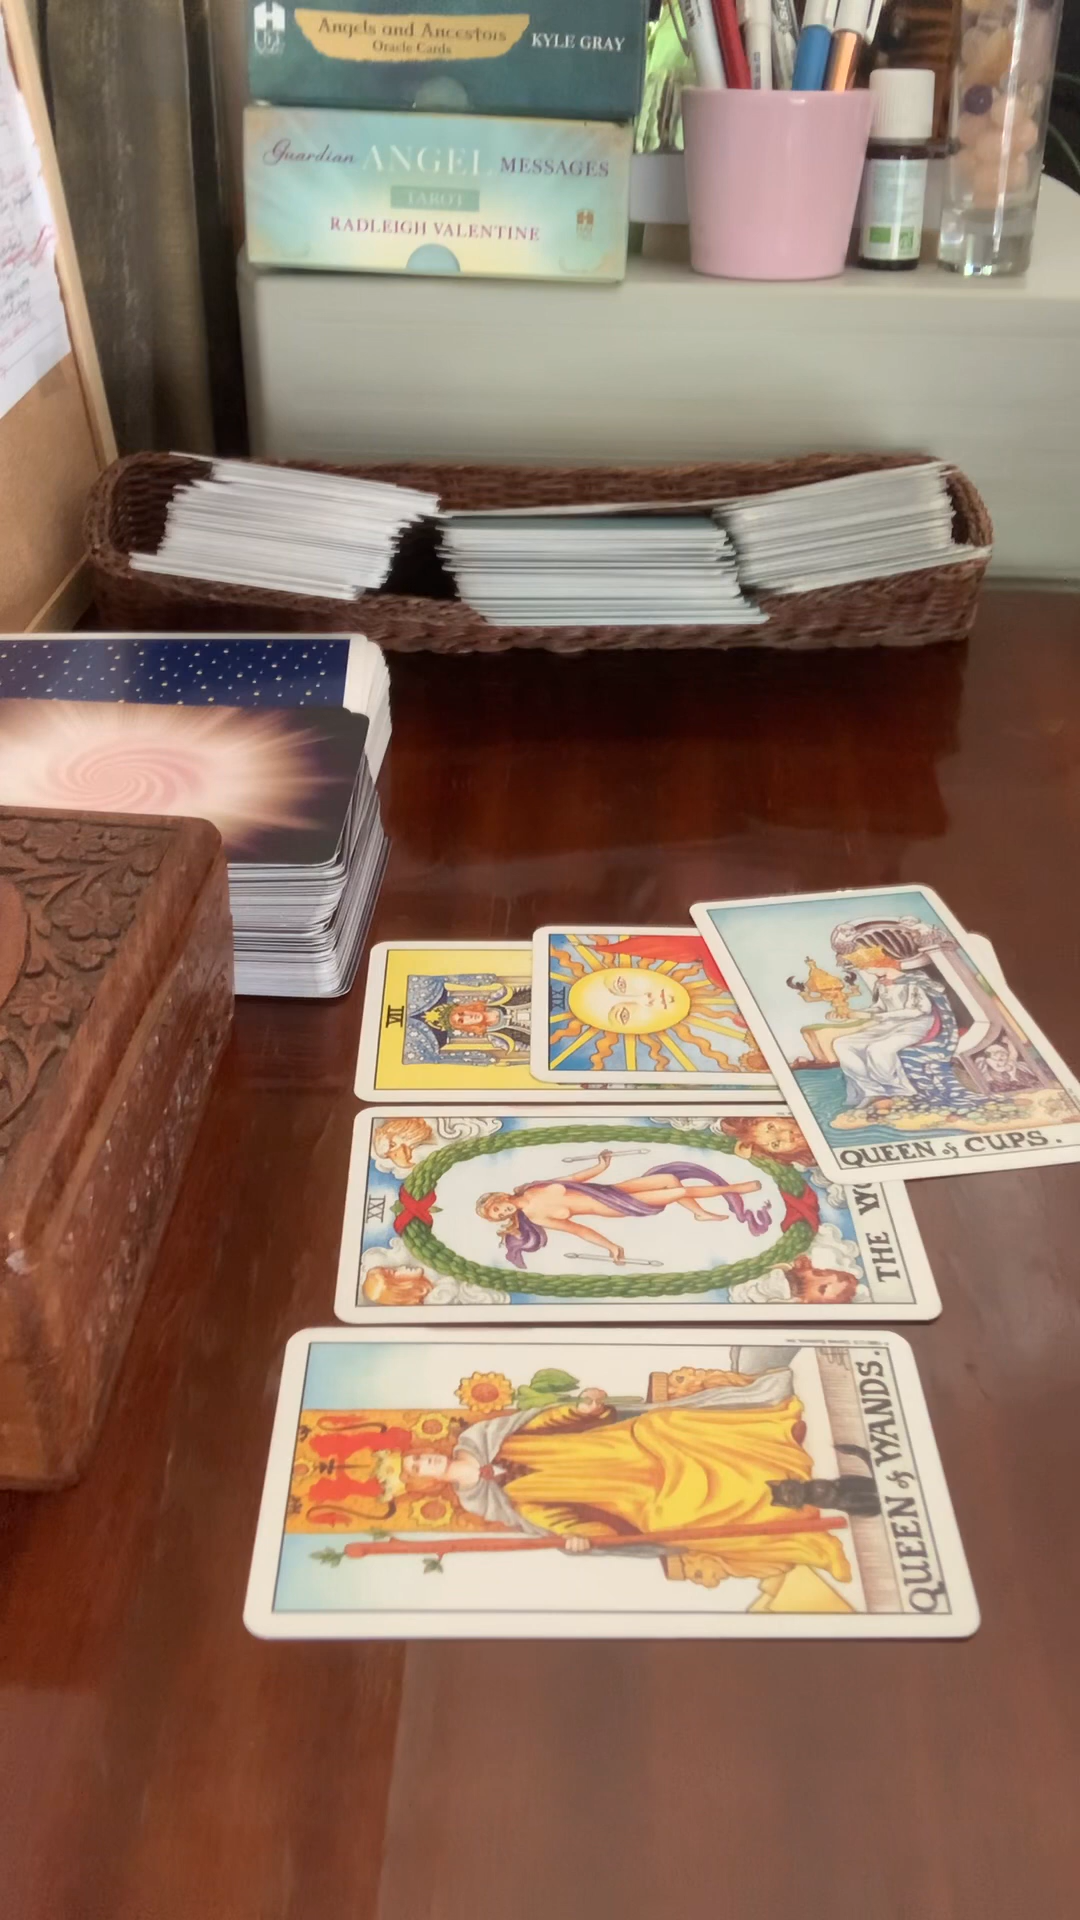 Angels and Ancestors
Oracle Cards
KYLE GRAY
Guardian ANGEL MESSAGES
TAROT
RADLEIGH VALENTINE
VII
XIX
QUEEN of CUPS.
XXI
THE WO
QUEEN of WANDS.